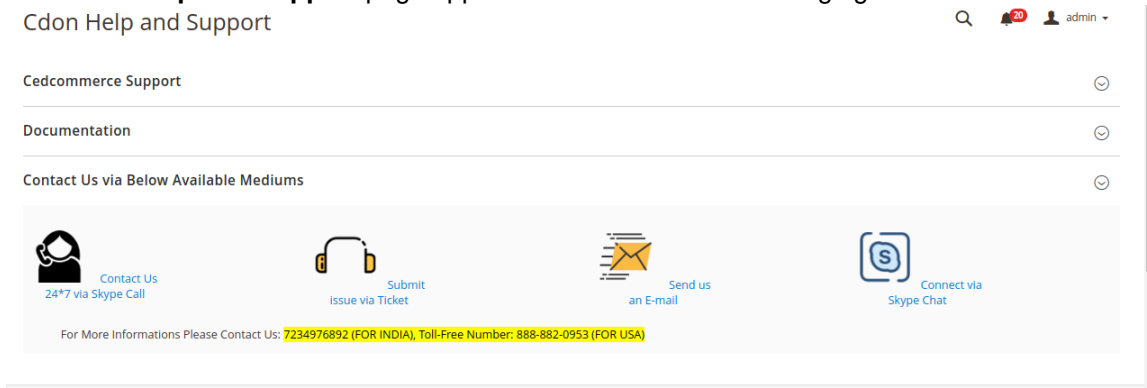 Cdon Help and Support
20
admin
Cedcommerce Support
Documentation
Contact Us via Below Available Mediums
Contact Us
24*7 via Skype Call
Submit
issue via Ticket
Send us
an E-mail
S
Connect via
Skype Chat
For More Informations Please Contact Us: 7234976892 (FOR INDIA), Toll-Free Number: 888-882-0953 (FOR USA)